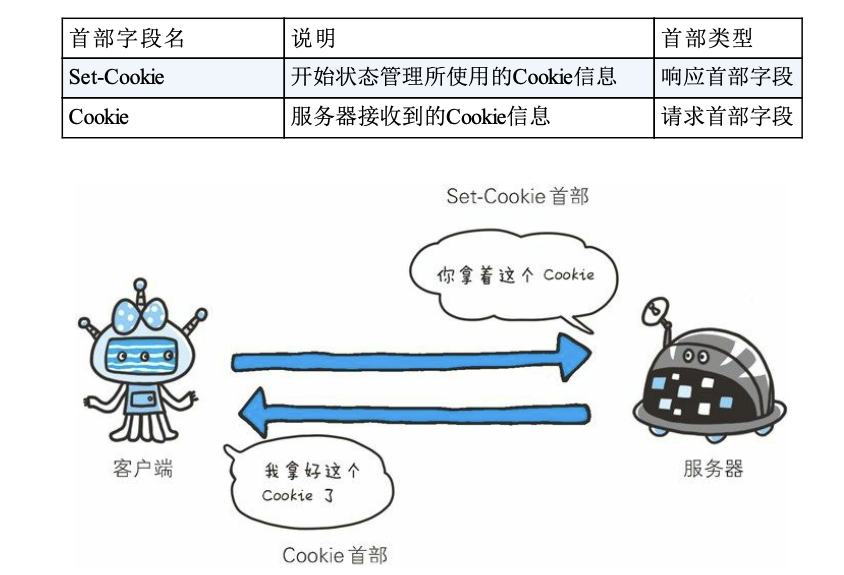 首部字段名 说明 首部类型
Set-Cookie 开始状态管理所使用的Cookie信息 响应首部字段
Cookie 服务器接收到的Cookie信息 请求首部字段
Set-Cookie 首部
你拿着这个 Cookie
客户端
服务器
我拿好这个
Cookie 了
Cookie 首部